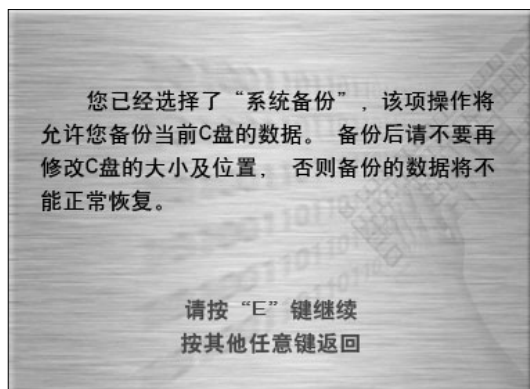 您已经选择了“系统备份”，该项操作将
允许您备份当前C盘的数据。 备份后请不要再
修改C盘的大小及位置， 否则备份的数据将不
能正常恢复。
请按“E”键继续
按其他任意键返回